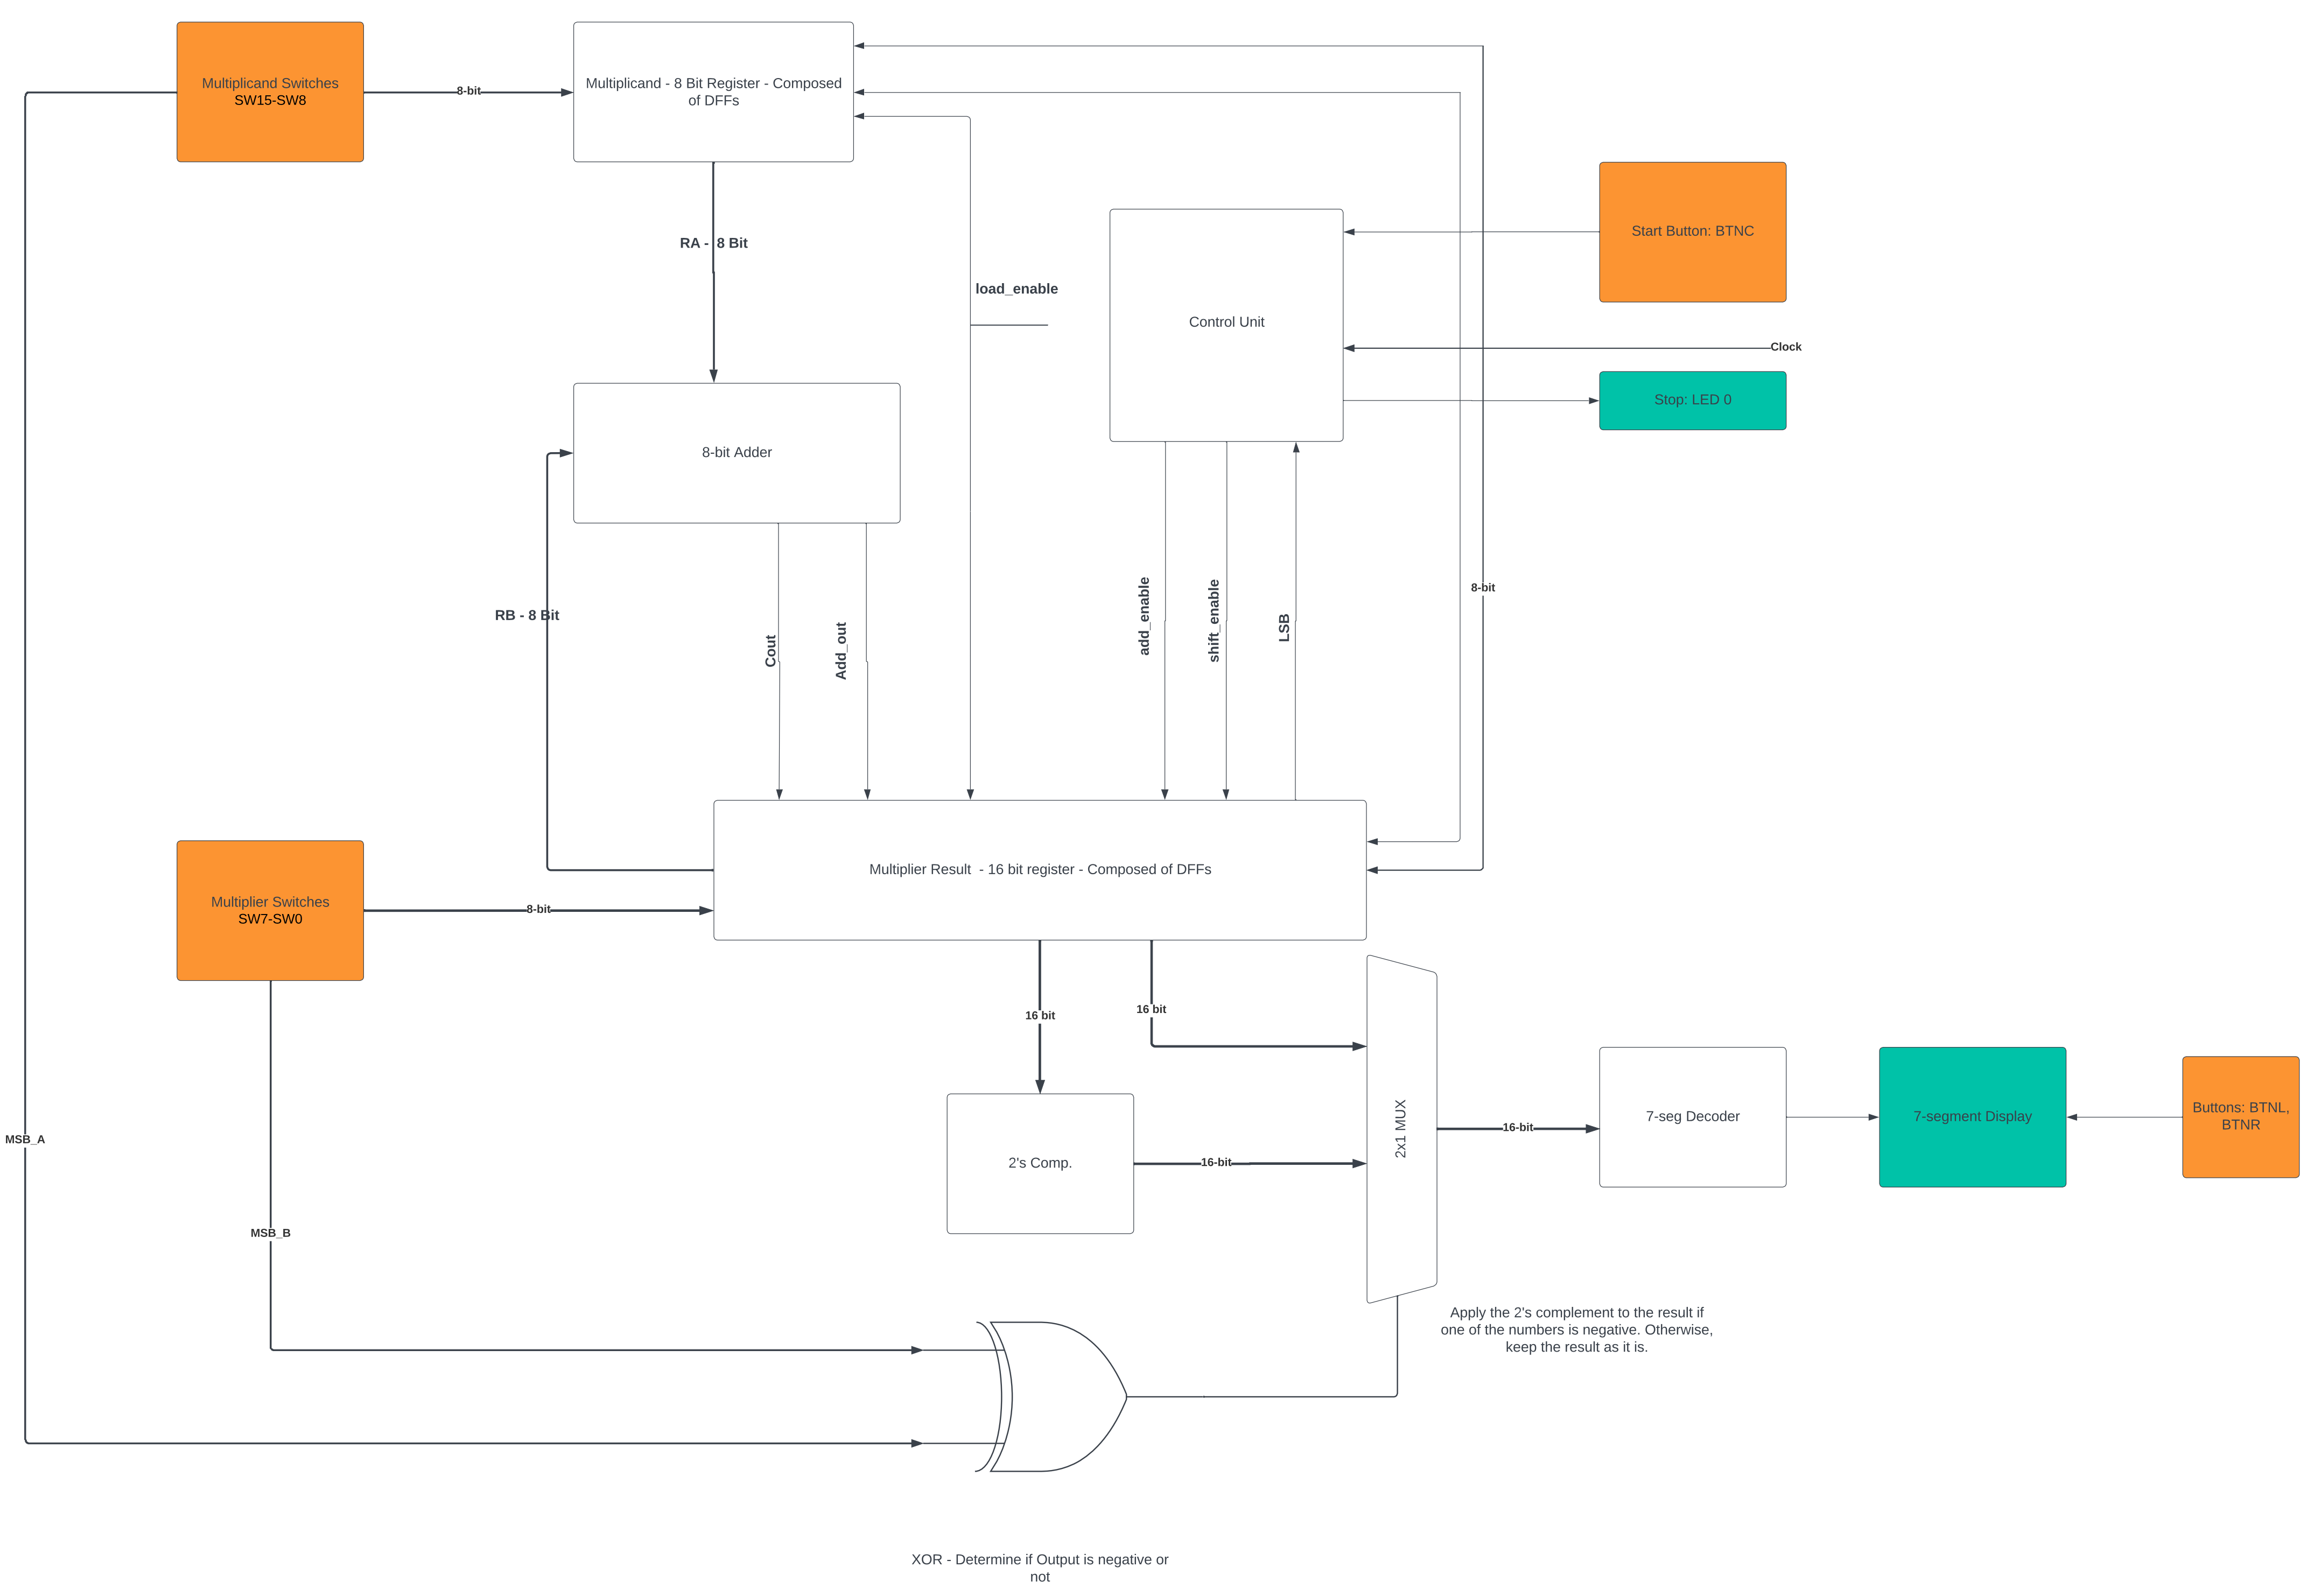 Multiplicand Switches
SW15-SW8
8-bit
Multiplicand - 8 Bit Register - Composed
of DFFs
Start Button: BTNC
RA -  8 Bit
load_enable
Control Unit
Clock
Stop: LED 0
8-bit Adder
8-bit
RB - 8 Bit
Cout
Add_out
add_enable
shift_enable
LSB
Multiplier Result  - 16 bit register - Composed of DFFs
Multiplier Switches
SW7-SW0
8-bit
16 bit
16 bit
2x1 MUX
2's Comp.
16-bit
16-bit
7-seg Decoder
7-segment Display
Buttons: BTNL,
BTNR
MSB_A
MSB_B
Apply the 2's complement to the result if
one of the numbers is negative. Otherwise,
keep the result as it is.
XOR - Determine if Output is negative or
not